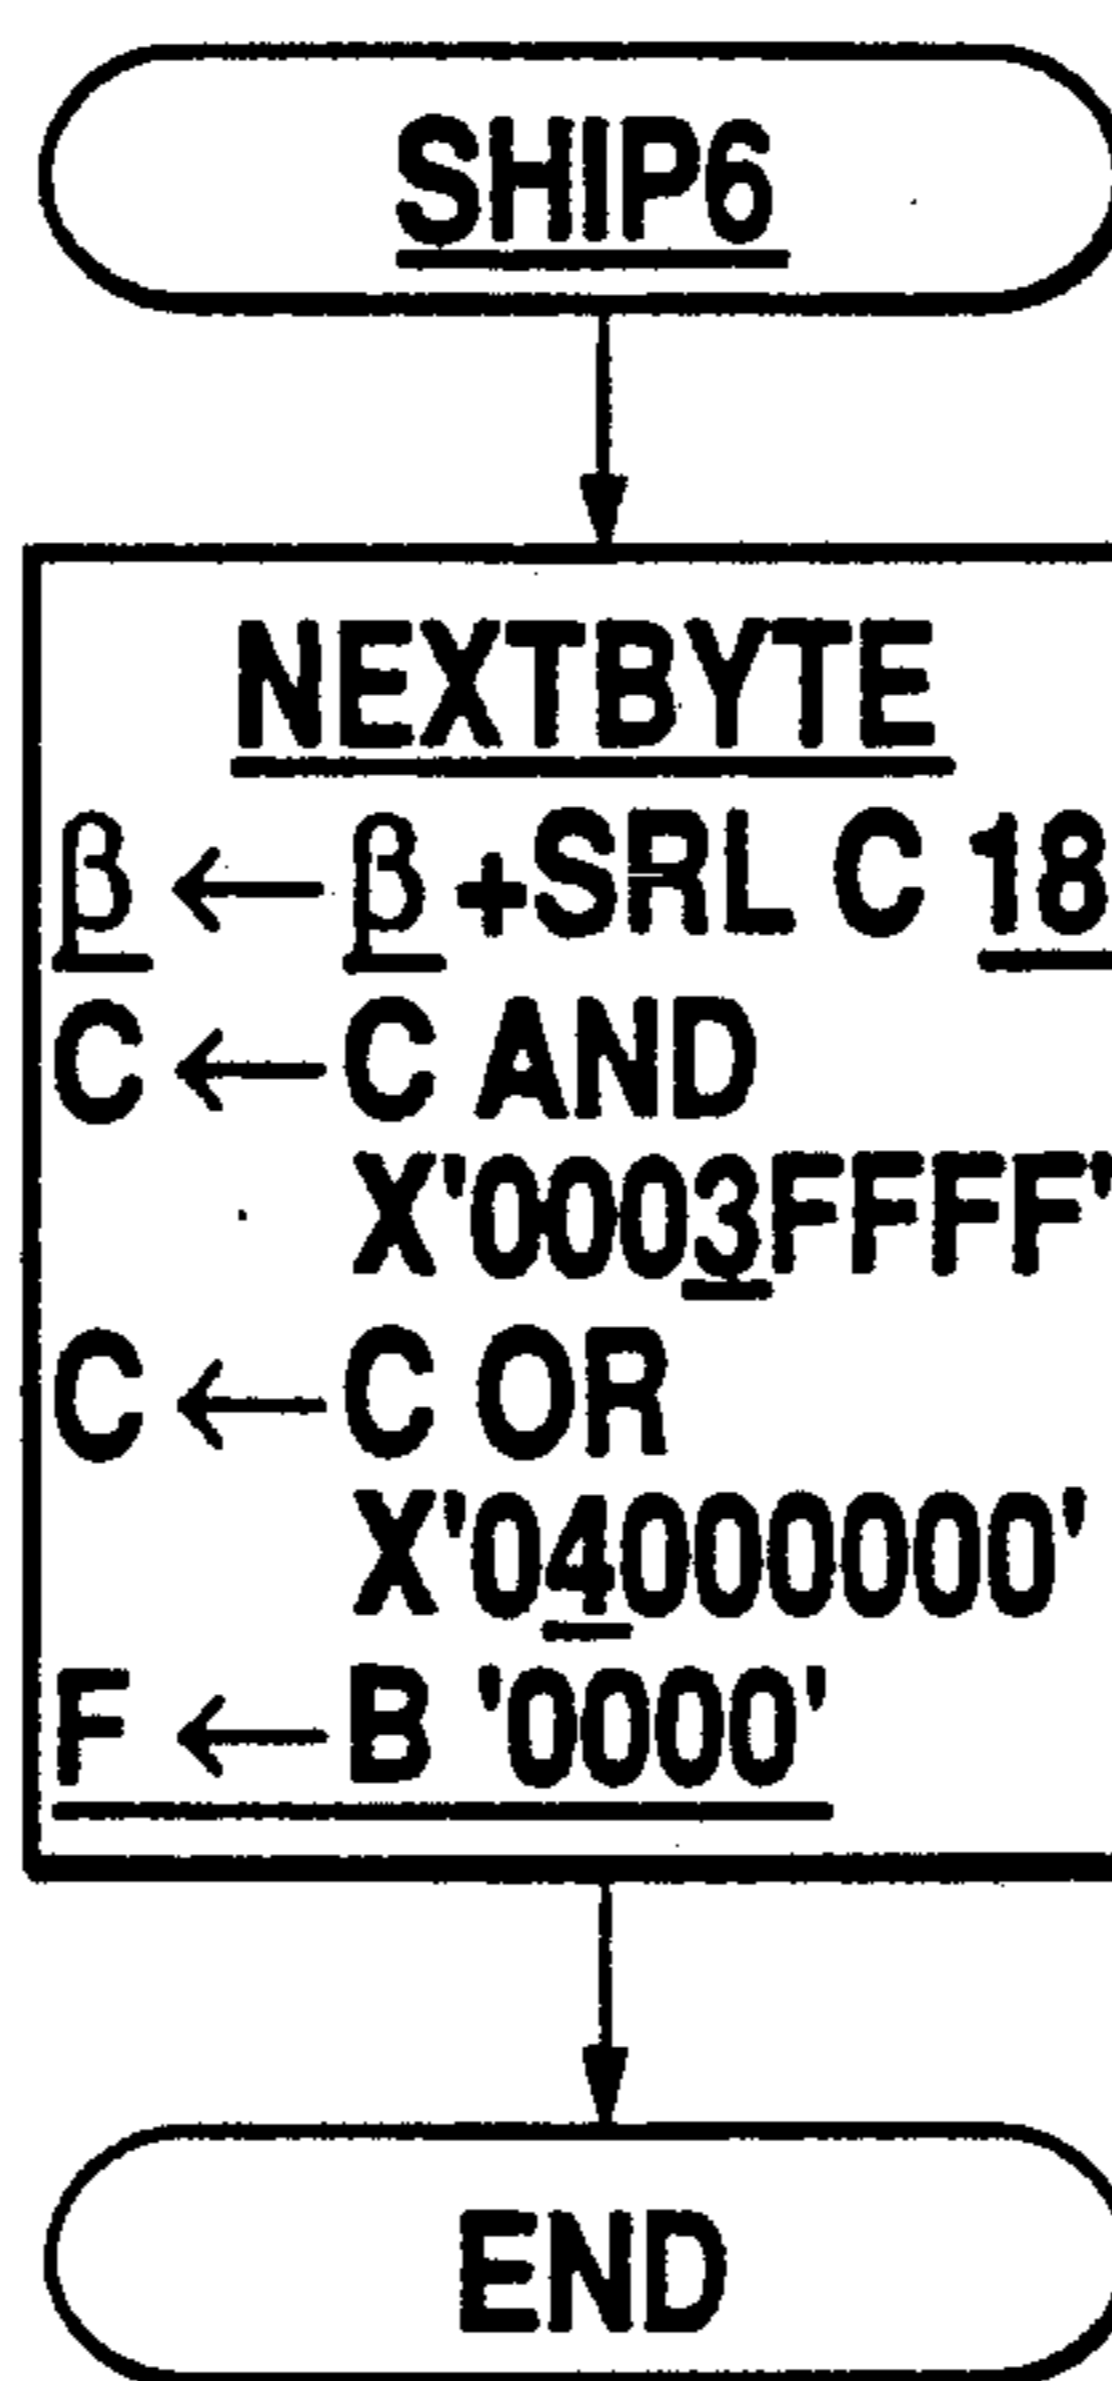 SHIP6
NEXTBYTE
β ← β +SRL C 18
C ← C AND
X'0003FFFF'
C ← C OR
X'04000000'
F ← B '0000'
END